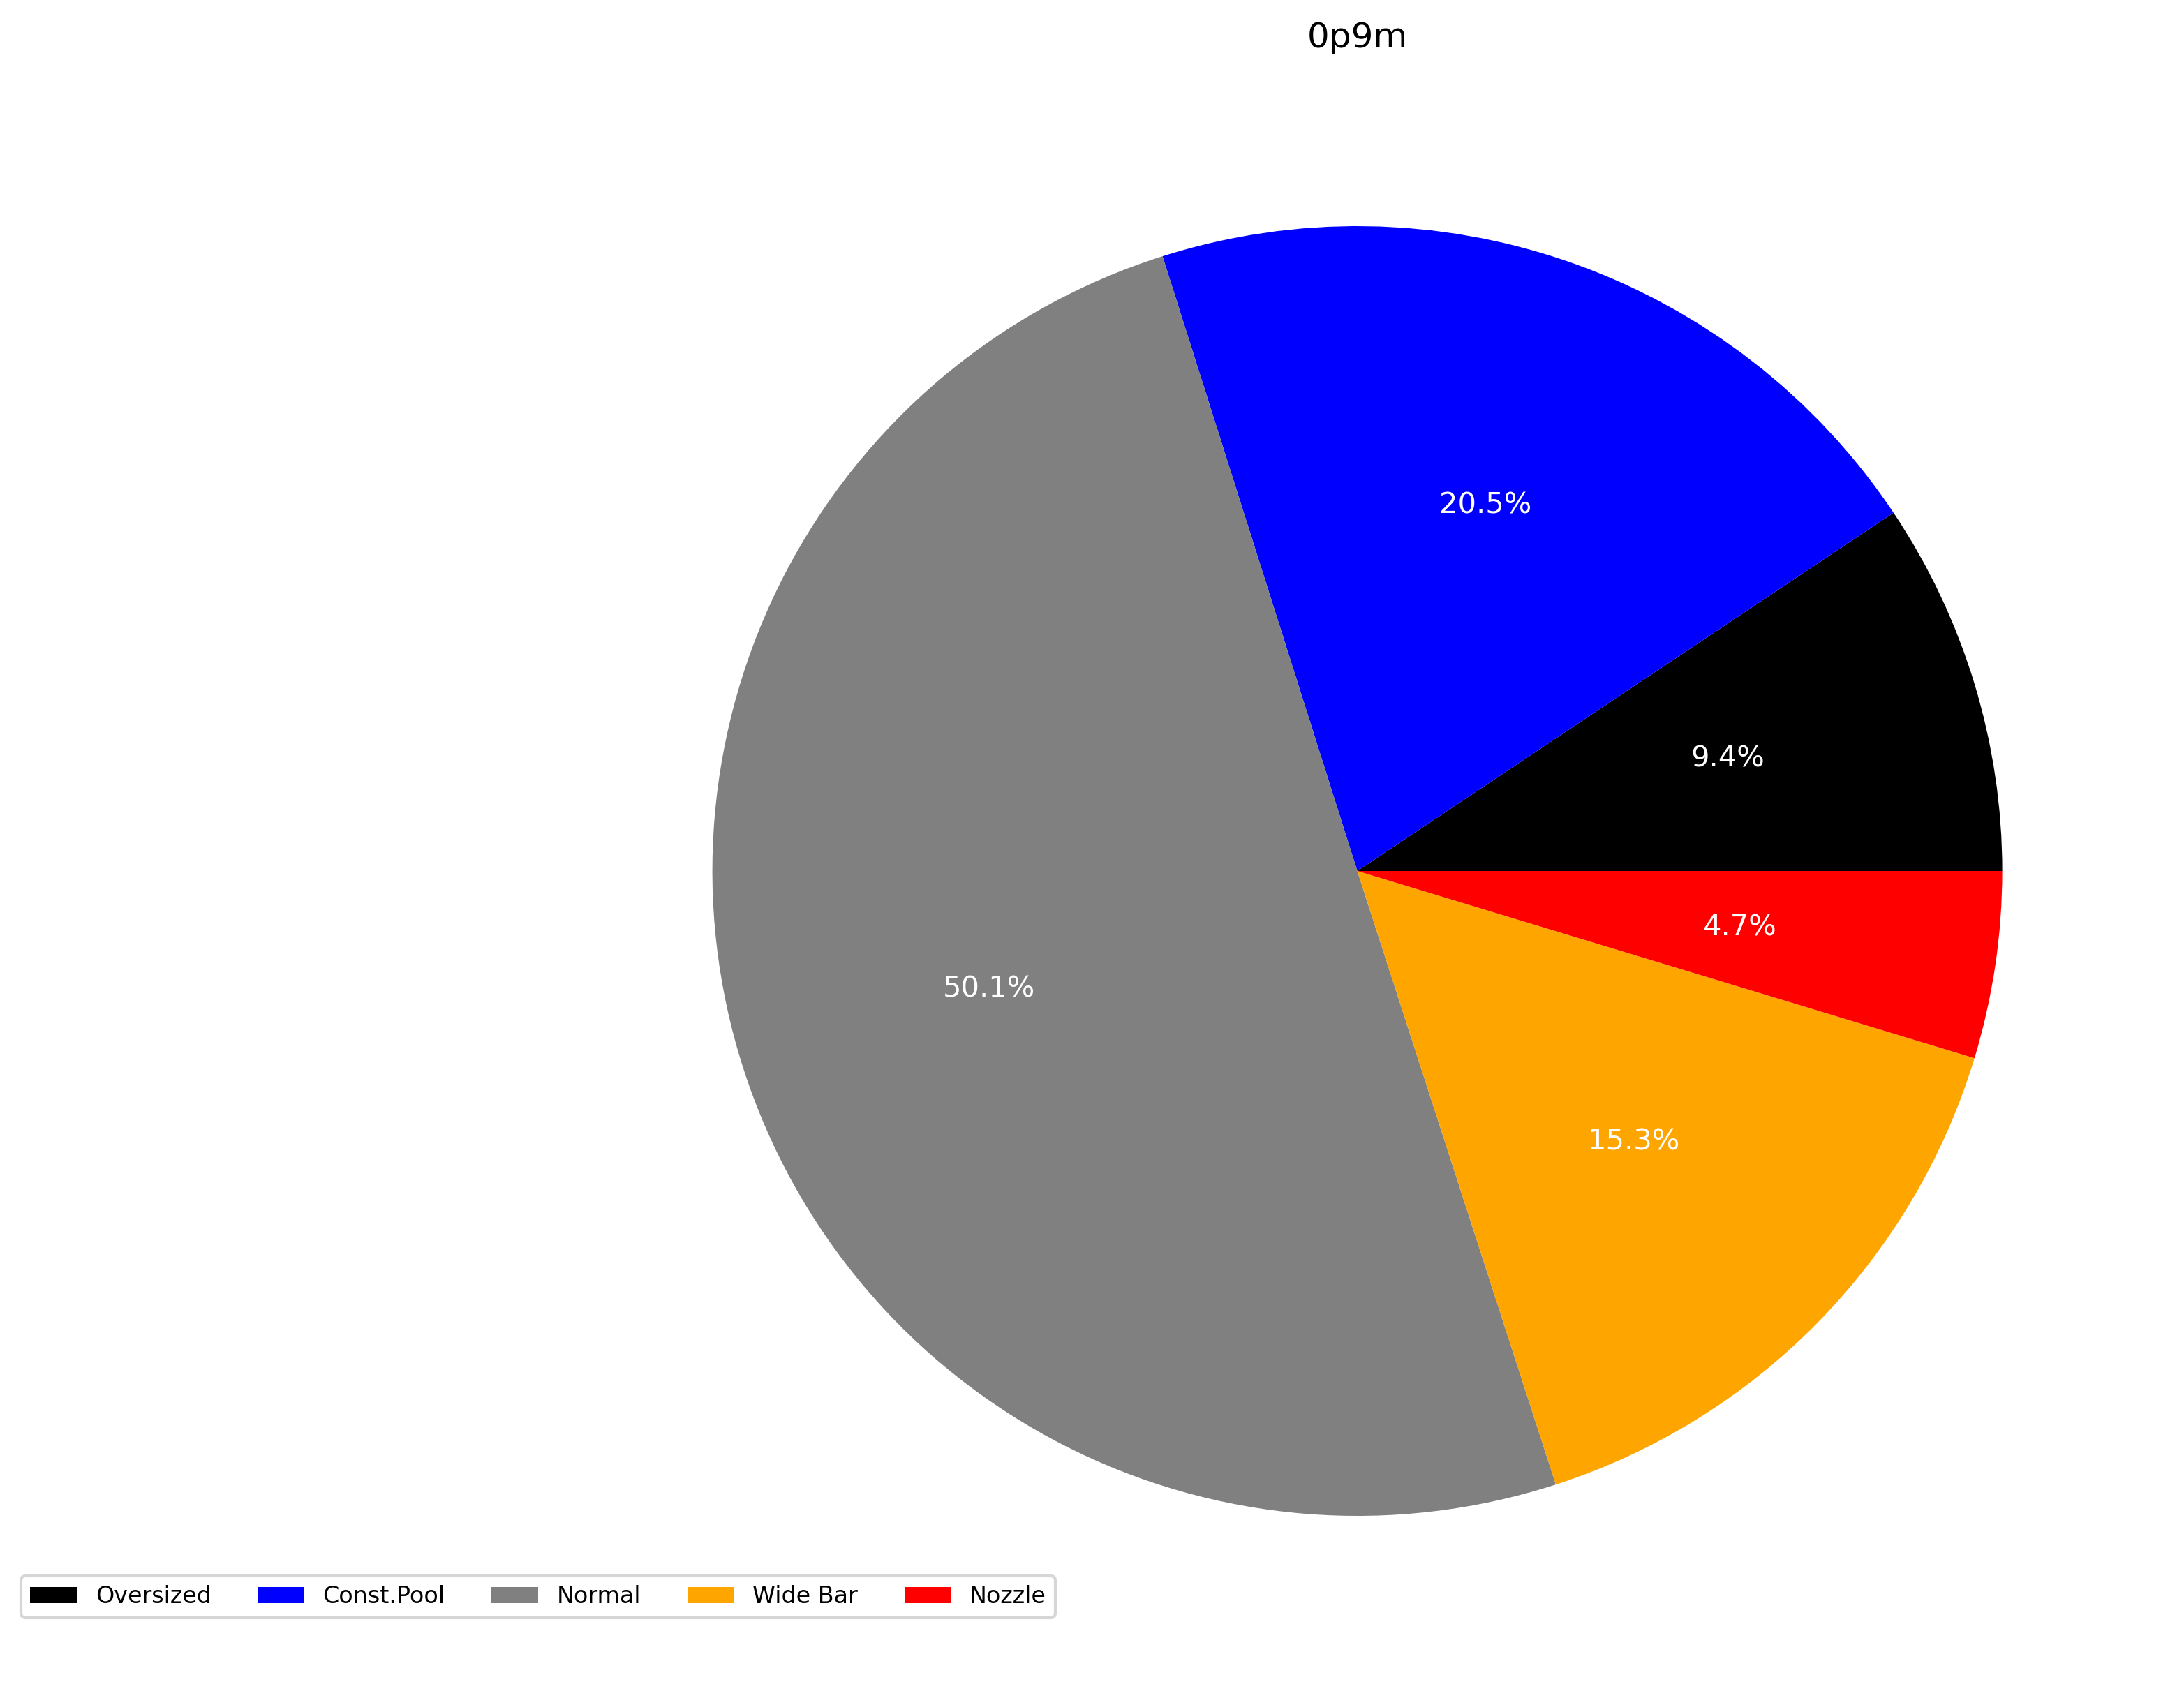 0p9m
20.5%
9.4%
4.7%
50.1%
15.3%
Oversized Const.Pool Normal Wide Bar Nozzle